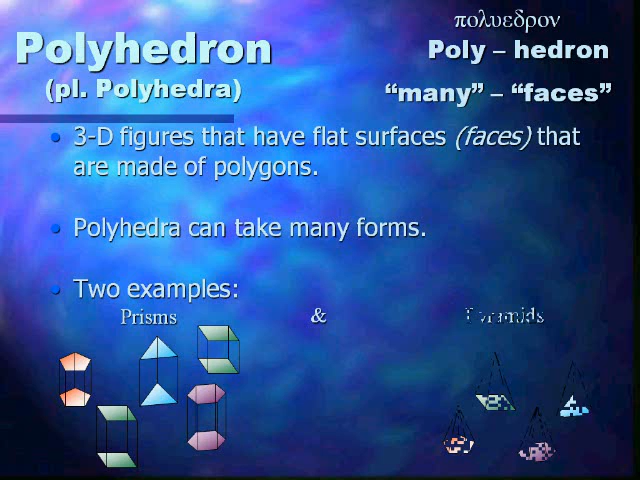 πολυεδρον
Polyhedron
Poly – hedron
(pl. Polyhedra)
“many” – “faces”
• 3-D figures that have flat surfaces (faces) that
are made of polygons.
• Polyhedra can take many forms.
• Two examples:
Prisms & Pyramids